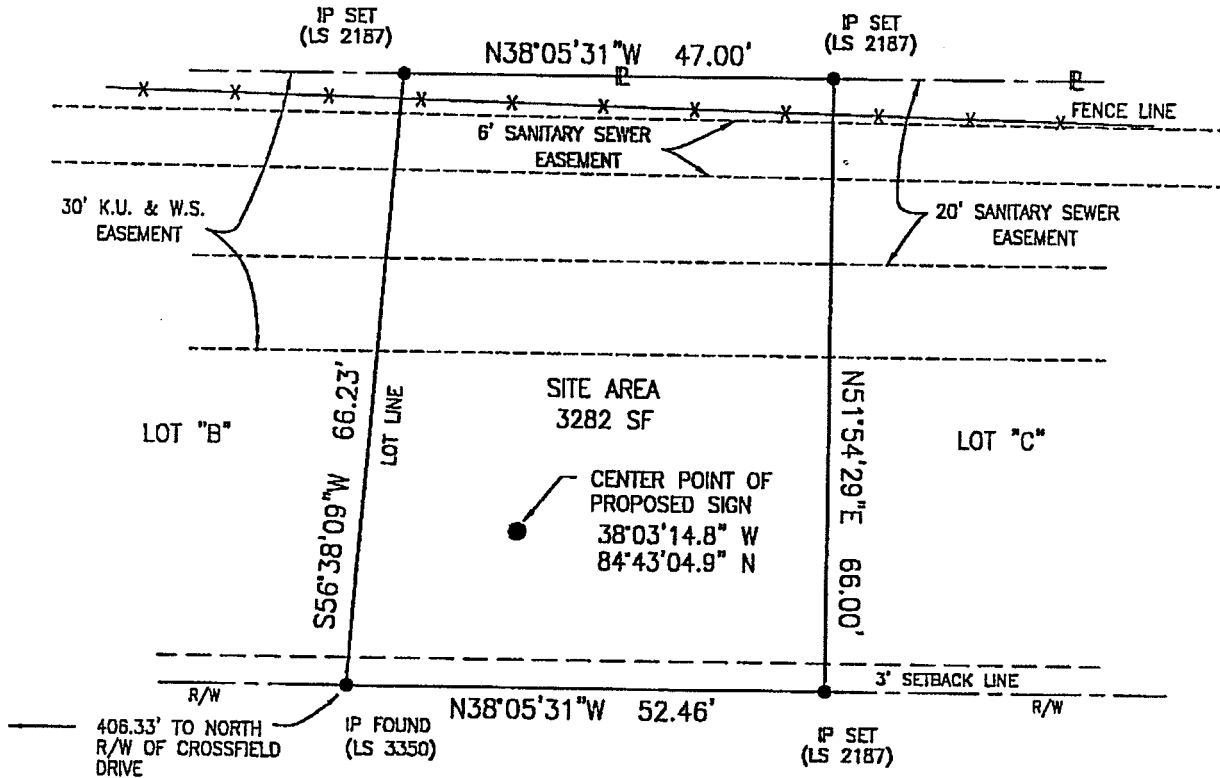 IP SET
(LS 2187)
IP SET
(LS 2187)
N38°05'31"W 47.00'
PL
PL
X X X X X X X X X X X
FENCE LINE
6' SANITARY SEWER
EASEMENT
30' K.U. & W.S.
EASEMENT
20' SANITARY SEWER
EASEMENT
LOT "B"
S56°38'09"W 66.23'
LOT LINE
SITE AREA
3282 SF
N51°54'29"E 66.00'
LOT "C"
CENTER POINT OF
PROPOSED SIGN
38°03'14.8" W
84°43'04.9" N
3' SETBACK LINE
R/W
R/W
N38°05'31"W 52.46'
406.33' TO NORTH
R/W OF CROSSFIELD
DRIVE
IP FOUND
(LS 3350)
IP SET
(LS 2187)